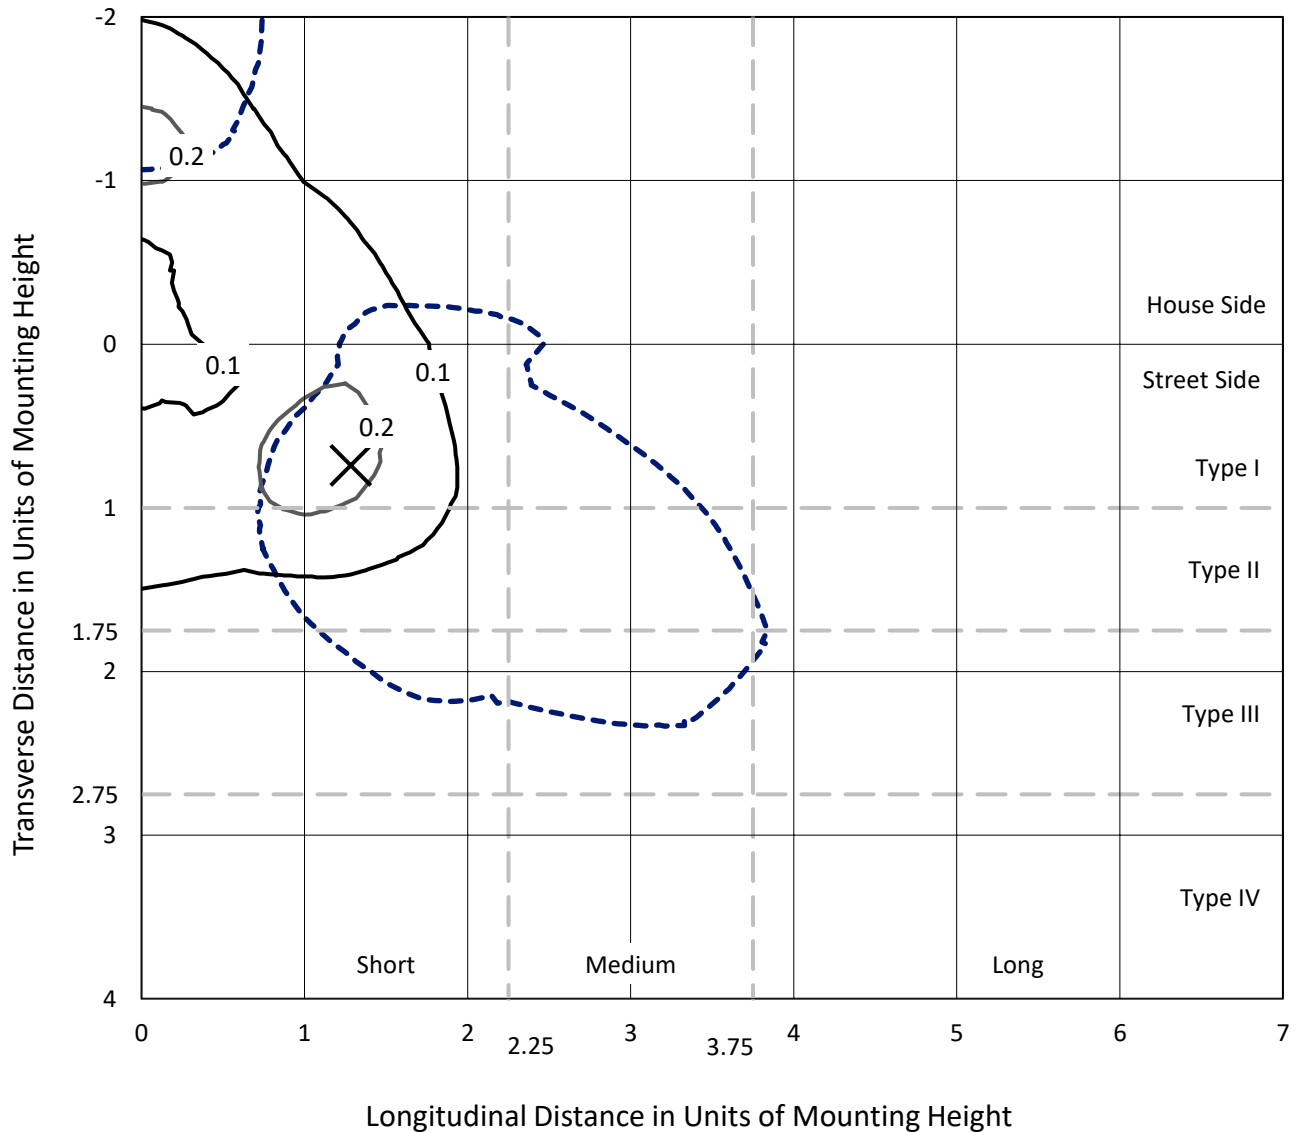 -2
0.2
-1
House Side
0
0.1
0.1
Street Side
0.2
Type I
1
Type II
1.75
2
Type III
2.75
3
Type IV
Short
Medium
Long
4
0
1
2
2.25
3
3.75
4
5
6
7
Transverse Distance in Units of Mounting Height
Longitudinal Distance in Units of Mounting Height